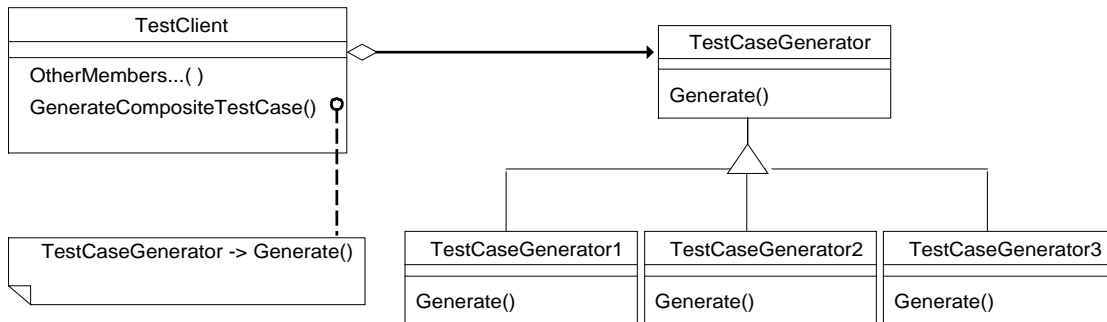 TestClient
OtherMembers...( )
GenerateCompositeTestCase()
TestCaseGenerator
Generate()
TestCaseGenerator -> Generate()
TestCaseGenerator1
Generate()
TestCaseGenerator2
Generate()
TestCaseGenerator3
Generate()